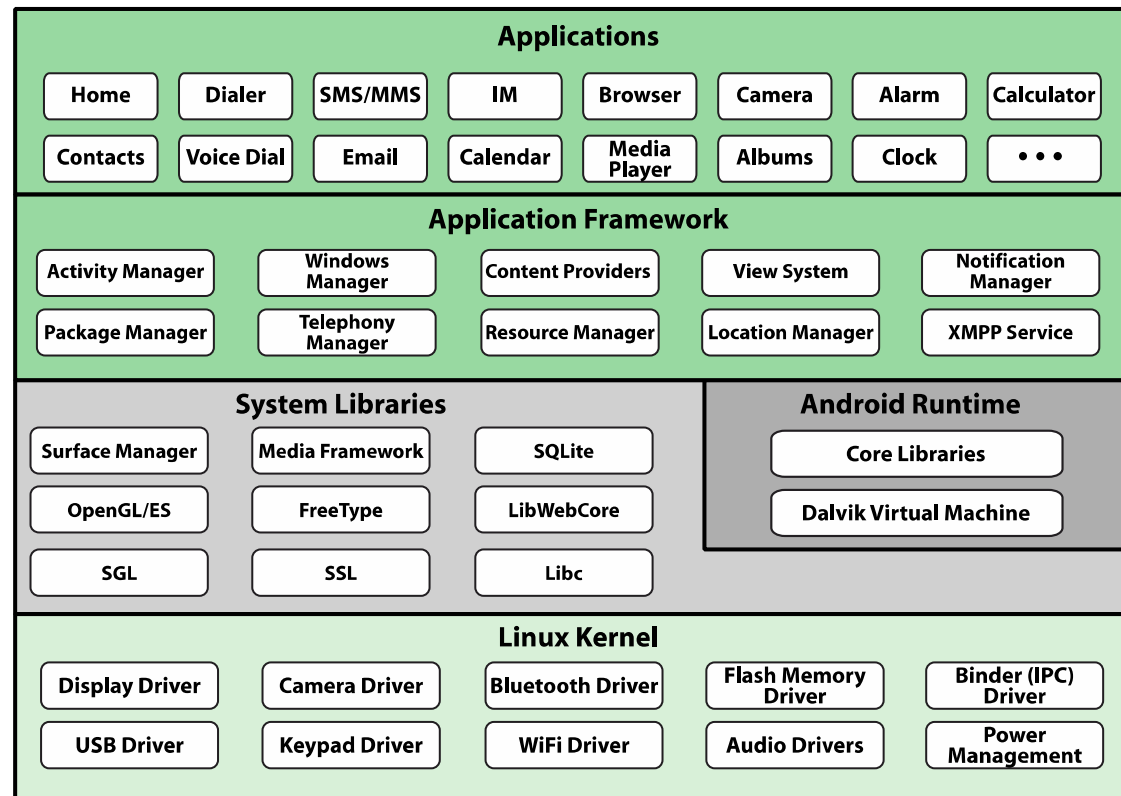 Applications
Home
Dialer
SMS/MMS
IM
Browser
Camera
Alarm
Calculator
Contacts
Voice Dial
Email
Calendar
Media
Player
Albums
Clock
• • •
Application Framework
Activity Manager
Windows
Manager
Content Providers
View System
Notification
Manager
Package Manager
Telephony
Manager
Resource Manager
Location Manager
XMPP Service
System Libraries
Surface Manager
Media Framework
SQLite
OpenGL/ES
FreeType
LibWebCore
SGL
SSL
Libc
Android Runtime
Core Libraries
Dalvik Virtual Machine
Linux Kernel
Display Driver
Camera Driver
Bluetooth Driver
Flash Memory
Driver
Binder (IPC)
Driver
USB Driver
Keypad Driver
WiFi Driver
Audio Drivers
Power
Management